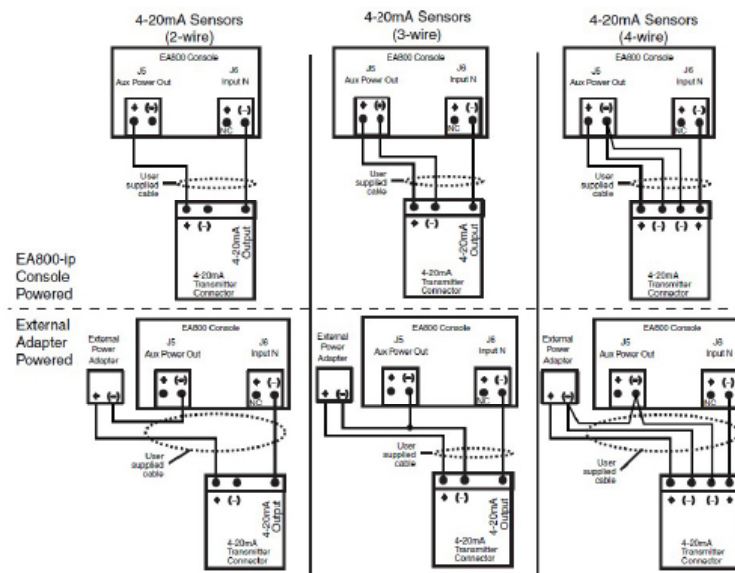 4-20mA Sensors
(2-wire)
EA800 Console
J5
Aux Power Out
J6
Input N
+ (-)
+ (-)
NC
User
supplied
cable
+ (-)
4-20mA
Output
4-20mA
Transmitter
Connector
4-20mA Sensors
(3-wire)
EA800 Console
J5
Aux Power Out
J6
Input N
+ (-)
+ (-)
NC
User
supplied
cable
+ (-)
4-20mA
Output
4-20mA
Transmitter
Connector
4-20mA Sensors
(4-wire)
EA800 Console
J5
Aux Power Out
J6
Input N
+ (-)
+ (-)
NC
User
supplied
cable
+ (-) (-) +
4-20mA
Transmitter
Connector
EA800-ip
Console
Powered
External
Adapter
Powered
External
Power
Adapter
+ (-)
EA800 Console
J5
Aux Power Out
J6
Input N
+ (-)
+ (-)
NC
User
supplied
cable
+ (-)
4-20mA
Output
4-20mA
Transmitter
Connector
External
Power
Adapter
+ (-)
EA800 Console
J5
Aux Power Out
J6
Input N
+ (-)
+ (-)
NC
User
supplied
cable
+ (-)
4-20mA
Output
4-20mA
Transmitter
Connector
External
Power
Adapter
+ (-)
EA800 Console
J5
Aux Power Out
J6
Input N
+ (-)
+ (-)
NC
User
supplied
cable
+ (-) (-) +
4-20mA
Transmitter
Connector